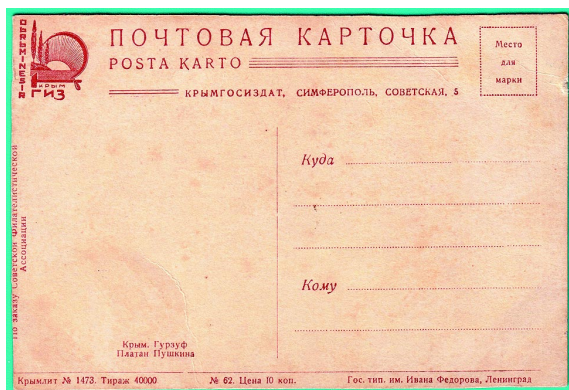 ПОЧТОВАЯ КАРТОЧКА
POSTA KARTO
КРЫМГОСИЗДАТ, СИМФЕРОПОЛЬ, СОВЕТСКАЯ, 5
Место
для
марки
QЬRЬMINESIR
КРЫМ
ГИЗ
По заказу Советской Филателистической
Ассоциации
Куда
Кому
Крым. Гурзуф
Платан Пушкина
Крымлит № 1473. Тираж 40000
№ 62. Цена 10 коп.
Гос. тип. им. Ивана Федорова, Ленинград